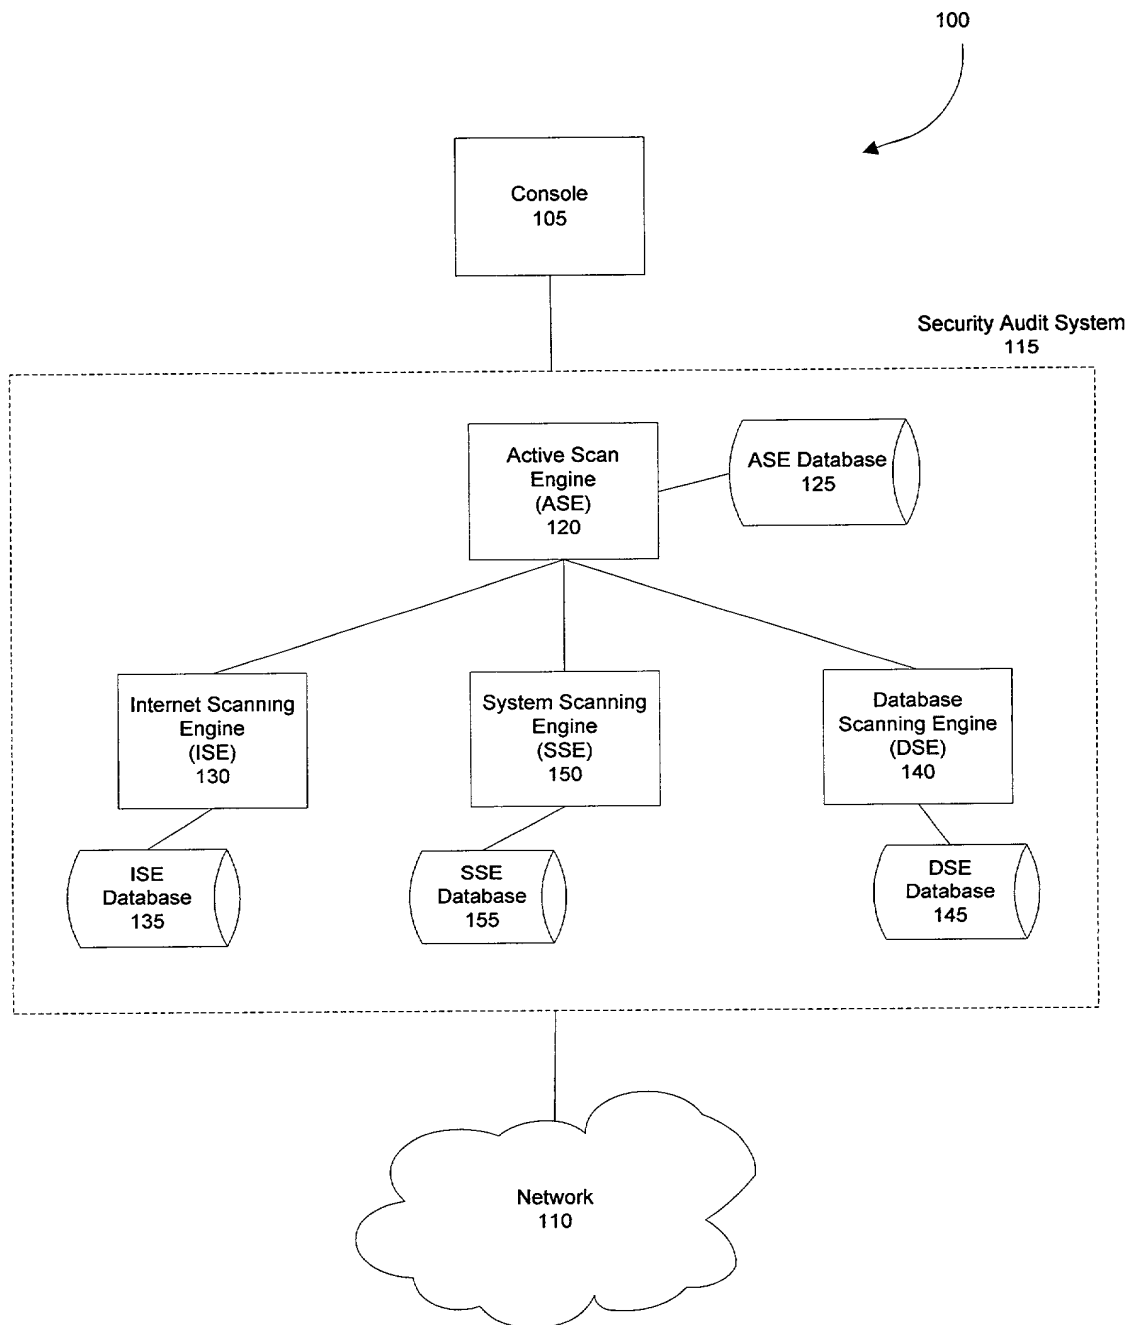 100
Console
105
Security Audit System
115
Active Scan
Engine
(ASE)
120
ASE Database
125
Internet Scanning
Engine
(ISE)
130
System Scanning
Engine
(SSE)
150
Database
Scanning Engine
(DSE)
140
ISE
Database
135
SSE
Database
155
DSE
Database
145
Network
110